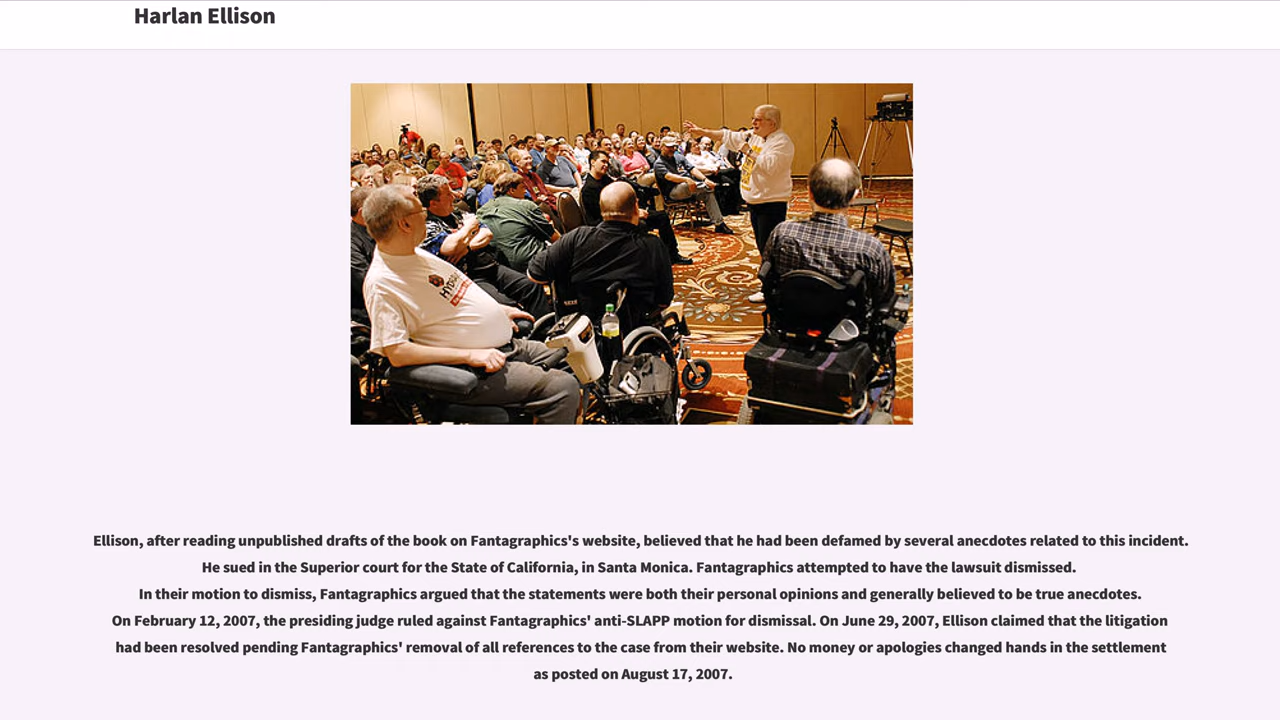 Harlan Ellison
Ellison, after reading unpublished drafts of the book on Fantagraphics's website, believed that he had been defamed by several anecdotes related to this incident.
He sued in the Superior court for the State of California, in Santa Monica. Fantagraphics attempted to have the lawsuit dismissed.
In their motion to dismiss, Fantagraphics argued that the statements were both their personal opinions and generally believed to be true anecdotes.
On February 12, 2007, the presiding judge ruled against Fantagraphics' anti-SLAPP motion for dismissal. On June 29, 2007, Ellison claimed that the litigation
had been resolved pending Fantagraphics' removal of all references to the case from their website. No money or apologies changed hands in the settlement
as posted on August 17, 2007.